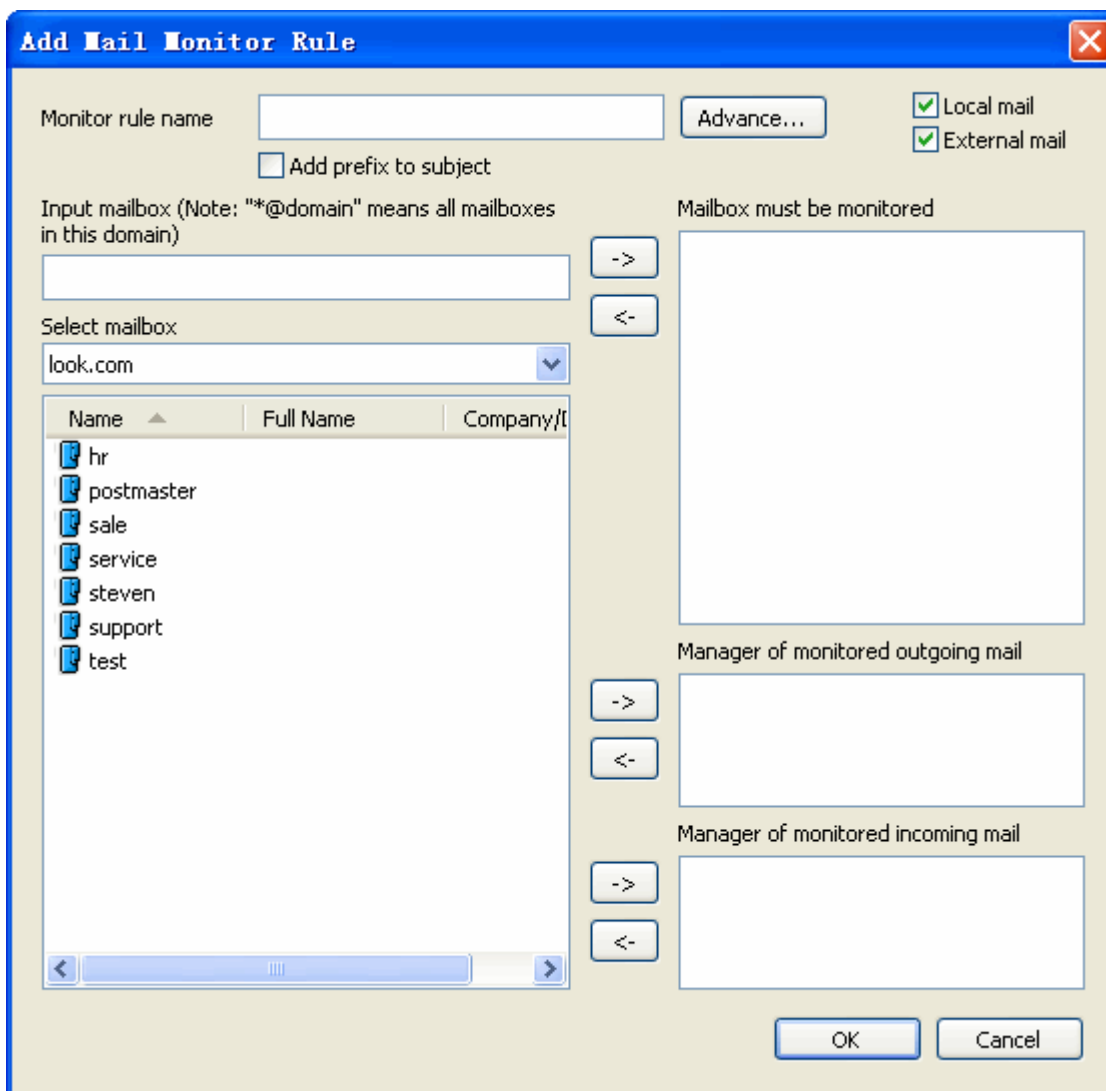 Add Mail Monitor Rule
Monitor rule name
Advance...
Local mail
External mail
Add prefix to subject
Input mailbox (Note: "*@domain" means all mailboxes
in this domain)
Mailbox must be monitored
->
<-
Select mailbox
look.com
Name Full Name Company/D
hr
postmaster
sale
service
steven
support
test
Manager of monitored outgoing mail
->
<-
Manager of monitored incoming mail
->
<-
OK Cancel